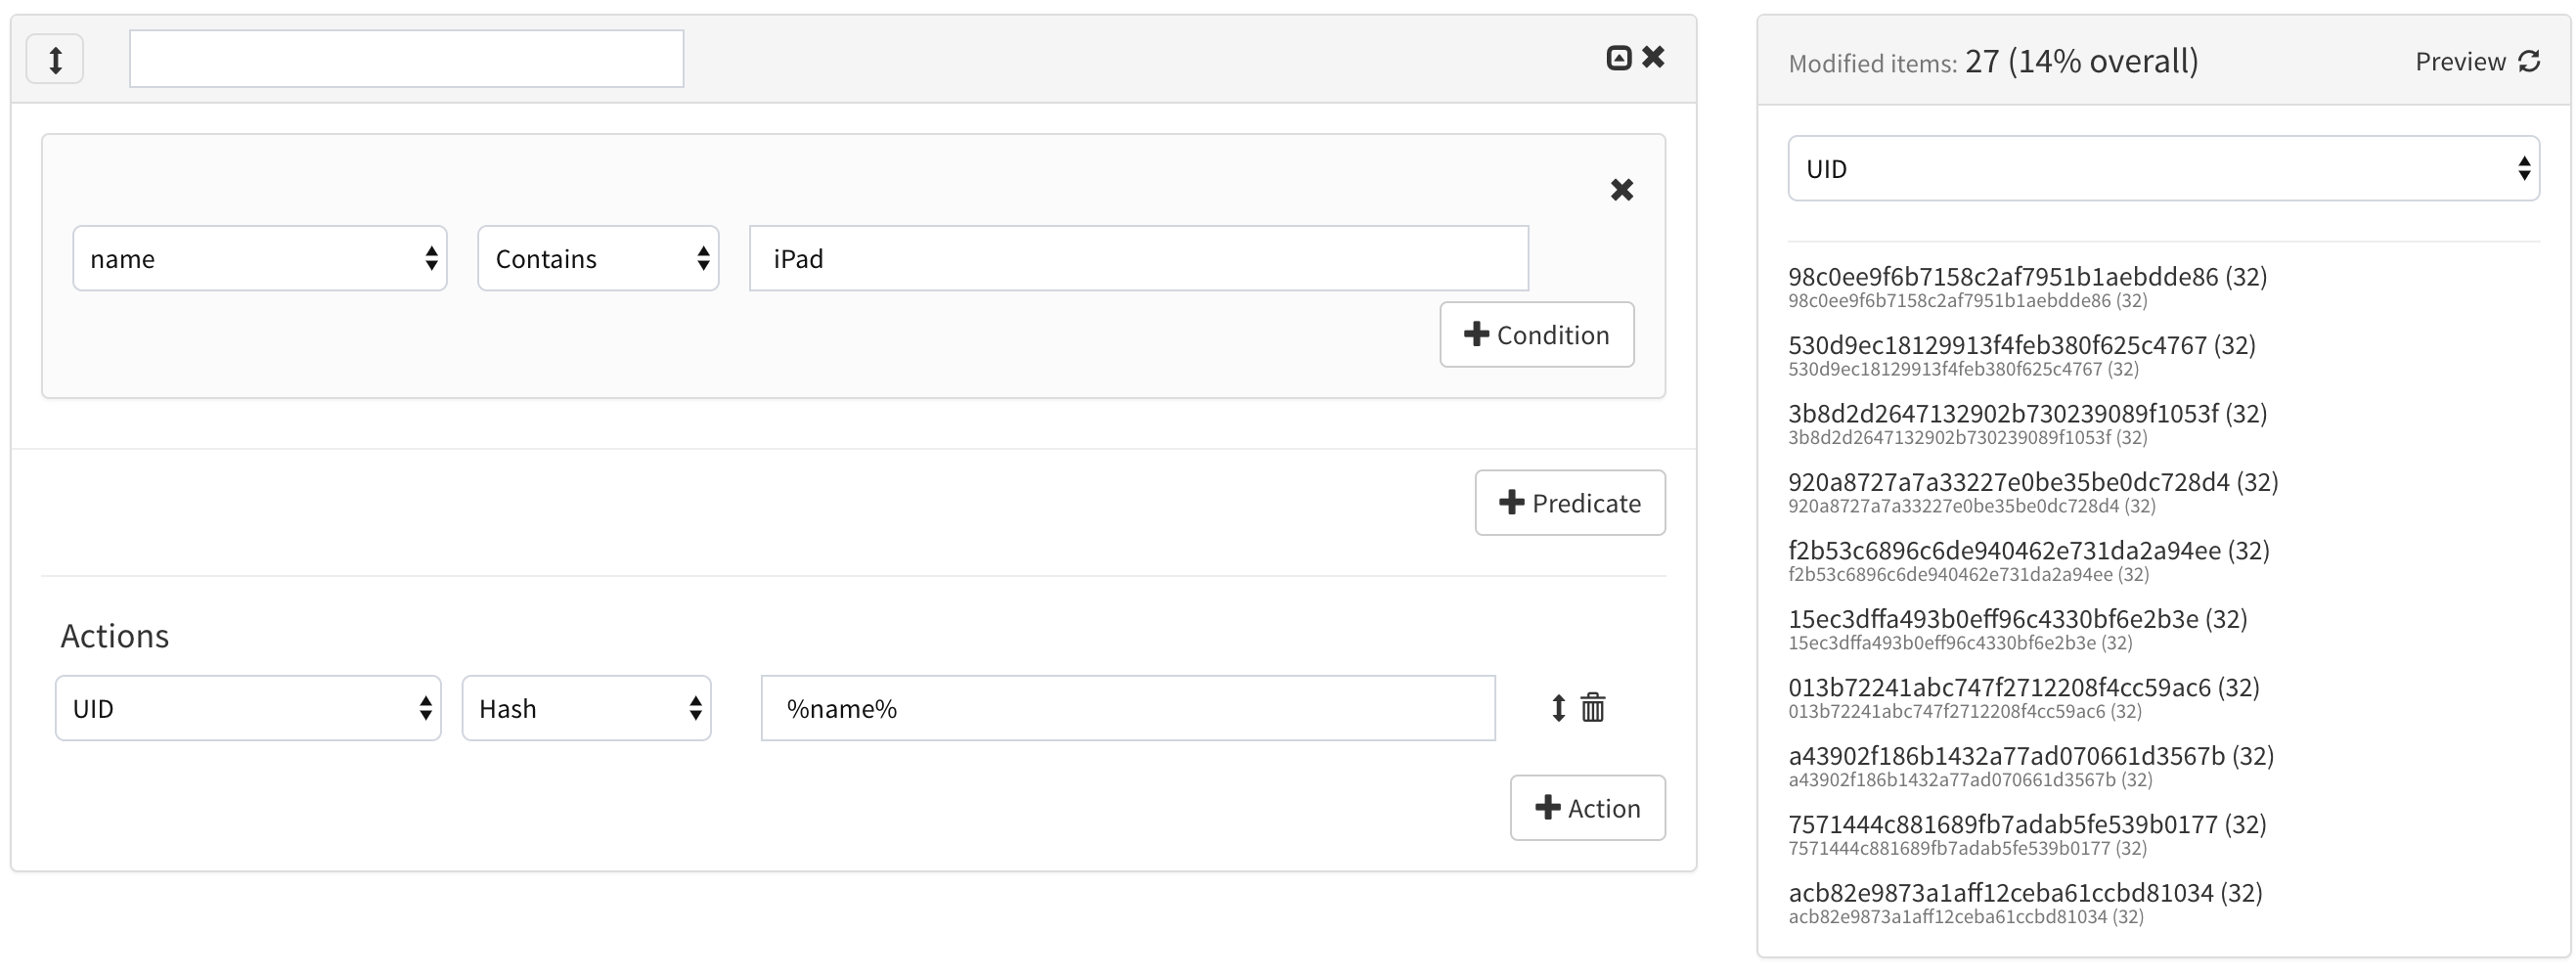 name
Contains
iPad
Condition
Predicate
Actions
UID
Hash
%name%
Action
Modified items: 27 (14% overall)
Preview
UID
98c0ee9f6b7158c2af7951b1aebdde86 (32)
98c0ee9f6b7158c2af7951b1aebdde86 (32)
530d9ec18129913f4feb380f625c4767 (32)
530d9ec18129913f4feb380f625c4767 (32)
3b8d2d2647132902b730239089f1053f (32)
3b8d2d2647132902b730239089f1053f (32)
920a8727a7a33227e0be35be0dc728d4 (32)
920a8727a7a33227e0be35be0dc728d4 (32)
f2b53c6896c6de940462e731da2a94ee (32)
f2b53c6896c6de940462e731da2a94ee (32)
15ec3dffa493b0eff96c4330bf6e2b3e (32)
15ec3dffa493b0eff96c4330bf6e2b3e (32)
013b72241abc747f2712208f4cc59ac6 (32)
013b72241abc747f2712208f4cc59ac6 (32)
a43902f186b1432a77ad070661d3567b (32)
a43902f186b1432a77ad070661d3567b (32)
7571444c881689fb7adab5fe539b0177 (32)
7571444c881689fb7adab5fe539b0177 (32)
acb82e9873a1aff12ceba61ccbd81034 (32)
acb82e9873a1aff12ceba61ccbd81034 (32)